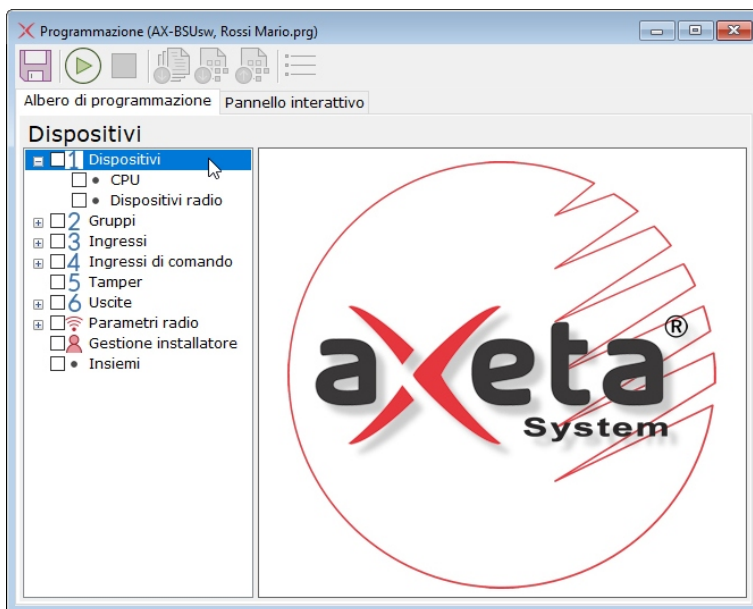 Programmazione (AX-BSUsw, Rossi Mario.prg)
Albero di programmazione Pannello interattivo
Dispositivi
1 Dispositivi
CPU
Dispositivi radio
2 Gruppi
3 Ingressi
4 Ingressi di comando
5 Tamper
6 Uscite
Parametri radio
Gestione installatore
Insiemi
axeta ®
System